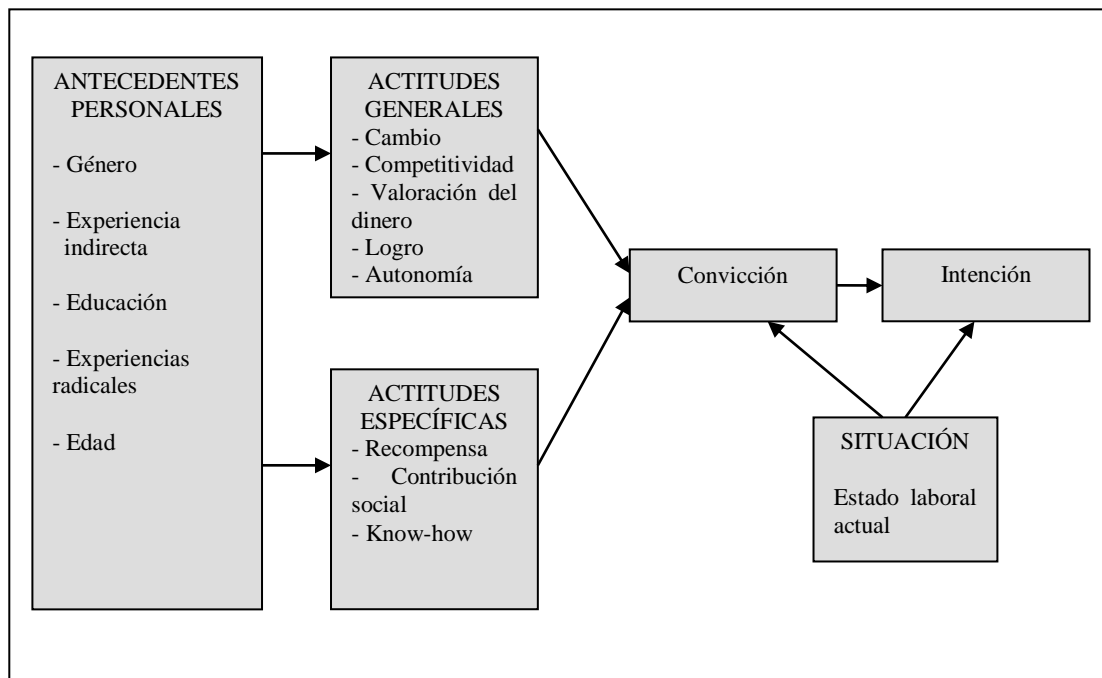 ANTECEDENTES
PERSONALES
- Género
- Experiencia
indirecta
- Educación
- Experiencias
radicales
- Edad
ACTITUDES
GENERALES
- Cambio
- Competitividad
- Valoración del
dinero
- Logro
- Autonomía
ACTITUDES
ESPECÍFICAS
- Recompensa
- Contribución
social
- Know-how
Convicción
Intención
SITUACIÓN
Estado laboral
actual